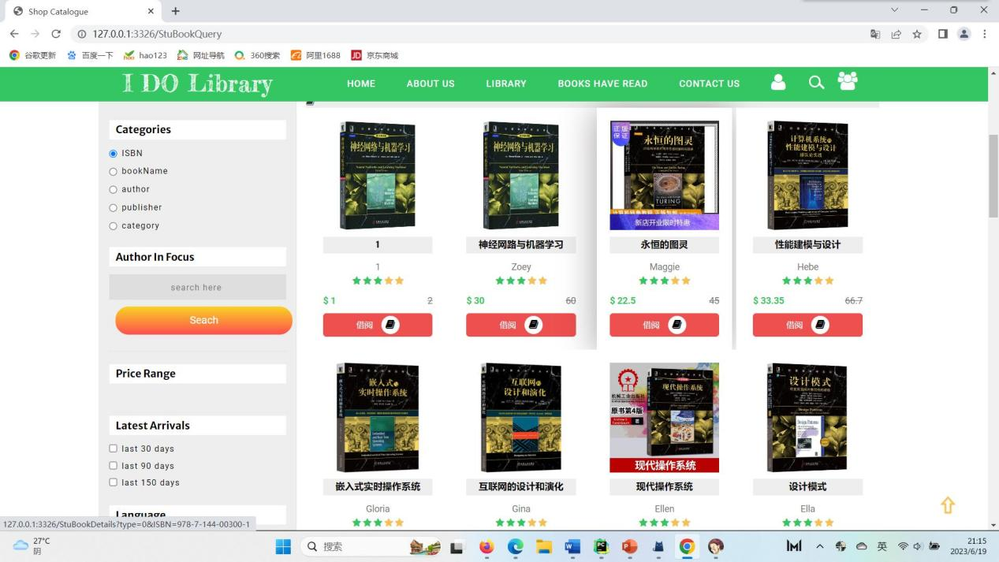 Shop Catalogue
127.0.0.1:3326/StuBookQuery
谷歌更新 百度一下 hao123 网址导航 360搜索 阿里1688 JD 京东商城
I DO Library HOME ABOUT US LIBRARY BOOKS HAVE READ CONTACT US
Categories
ISBN
bookName
author
publisher
kategory
Author In Focus
search here
Seach
Price Range
Latest Arrivals
last 30 days
last 90 days
last 150 days
Language
神经网络与机器学习
神经网络与机器学习
正版
保证
永恒的图灵
TURING
新店开业限时特惠
计算机系统
性能建模与设计
1 神经网路与机器学习 永恒的图灵 性能建模与设计
1 Zoey Maggie Hebe
$ 1 2 $ 30 60 $ 22.5 45 $ 33.35 66.7
借阅 借阅 借阅 借阅
嵌入式
实时操作系统
互联网的
设计和演化
机械工业出版社
原书第4版
现代操作系统
现代操作系统
设计模式
Design Patterns
嵌入式实时操作系统 互联网的设计和演化 现代操作系统 设计模式
Gloria Gina Ellen Ella
127.0.0.1:3326/StuBookDetails?type=0&ISBN=978-7-144-00300-1
27°C
阴
搜索
英
21:15
2023/6/19